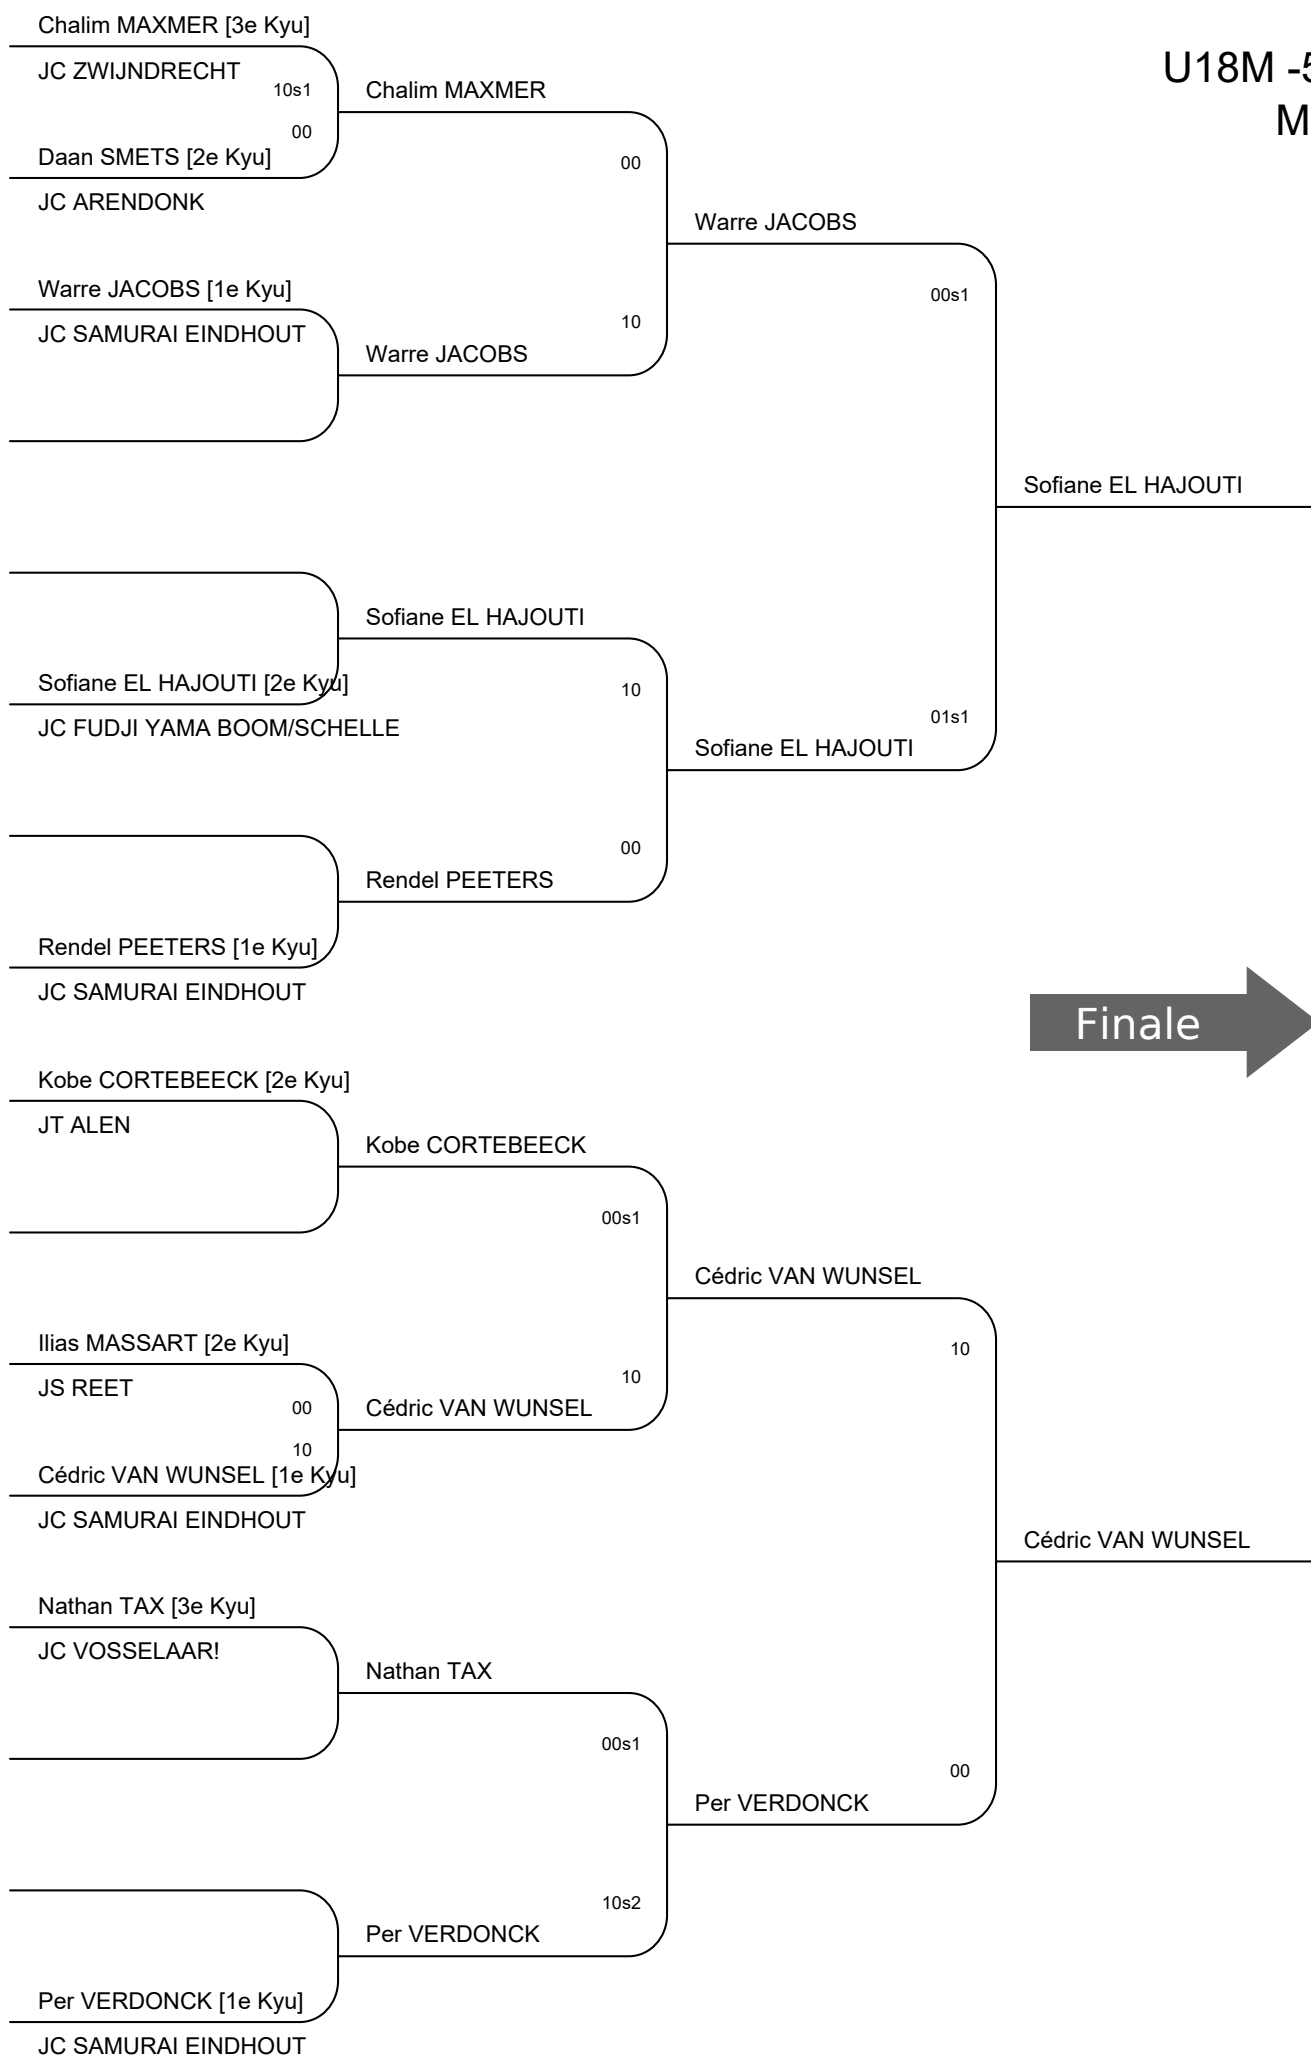 Chalim MAXMER [3e Kyu]
JC ZWIJNDRECHT
10s1
Chalim MAXMER
00
Daan SMETS [2e Kyu]
JC ARENDONK
00
Warre JACOBS
Warre JACOBS [1e Kyu]
JC SAMURAI EINDHOUT
10
Warre JACOBS
00s1
Sofiane EL HAJOUTI
Sofiane EL HAJOUTI
Sofiane EL HAJOUTI [2e Kyu]
JC FUDJI YAMA BOOM/SCHELLE
10
01s1
Sofiane EL HAJOUTI
00
Rendel PEETERS
Rendel PEETERS [1e Kyu]
JC SAMURAI EINDHOUT
Finale
Kobe CORTEBEECK [2e Kyu]
JT ALEN
Kobe CORTEBEECK
00s1
Cédric VAN WUNSEL
Ilias MASSART [2e Kyu]
JS REET
00
10
Cédric VAN WUNSEL
10
Cédric VAN WUNSEL [1e Kyu]
JC SAMURAI EINDHOUT
10
Cédric VAN WUNSEL
Nathan TAX [3e Kyu]
JC VOSSELAAR!
Nathan TAX
00s1
00
Per VERDONCK
10s2
Per VERDONCK
Per VERDONCK [1e Kyu]
JC SAMURAI EINDHOUT
U18M